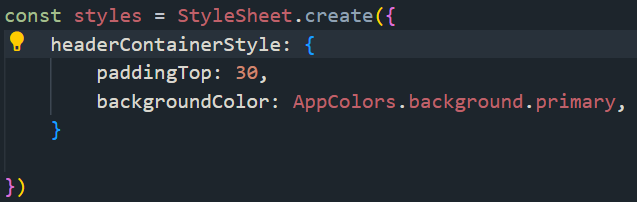 const styles = StyleSheet.create({
    headerContainerStyle: {
        paddingTop: 30,
        backgroundColor: AppColors.background.primary,
    }

})